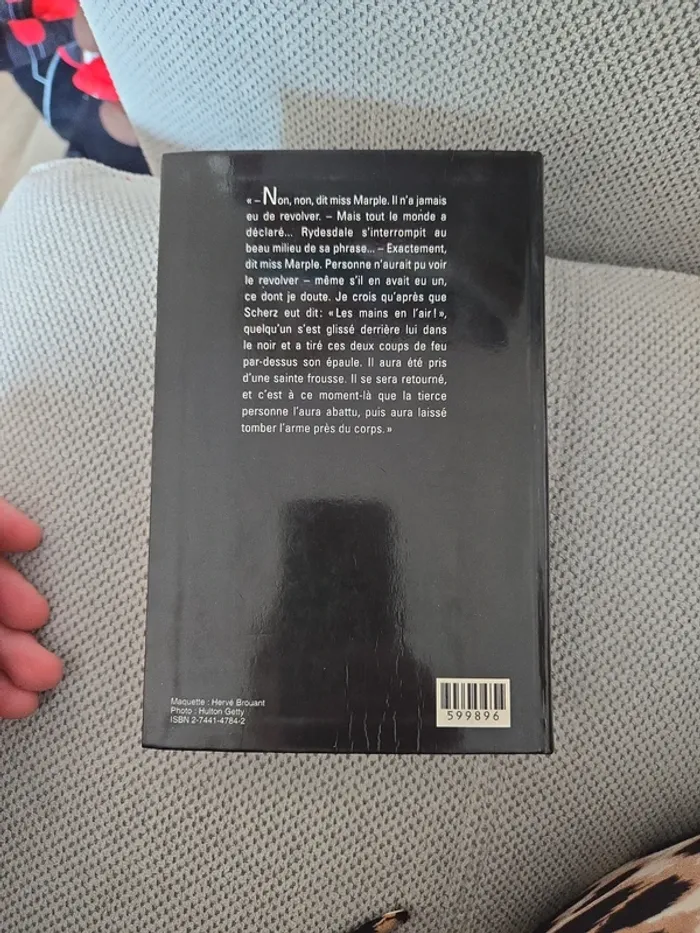 « – Non, non, dit miss Marple. Il n'a jamais
eu de revolver. – Mais tout le monde a
déclaré... Rydesdale s'interrompit au
beau milieu de sa phrase... – Exactement,
dit miss Marple. Personne n'aurait pu voir
le revolver – même s'il en avait eu un,
ce dont je doute. Je crois qu'après que
Scherz eut dit : « Les mains en l'air ! »,
quelqu'un s'est glissé derrière lui dans
le noir et a tiré ces deux coups de feu
par-dessus son épaule. Il aura été pris
d'une sainte frousse. Il se sera retourné,
et c'est à ce moment-là que la tierce
personne l'aura abattu, puis aura laissé
tomber l'arme près du corps. »
Maquette : Hervé Brouant
Photo : Hulton Getty
ISBN 2-7441-4784-2
599896